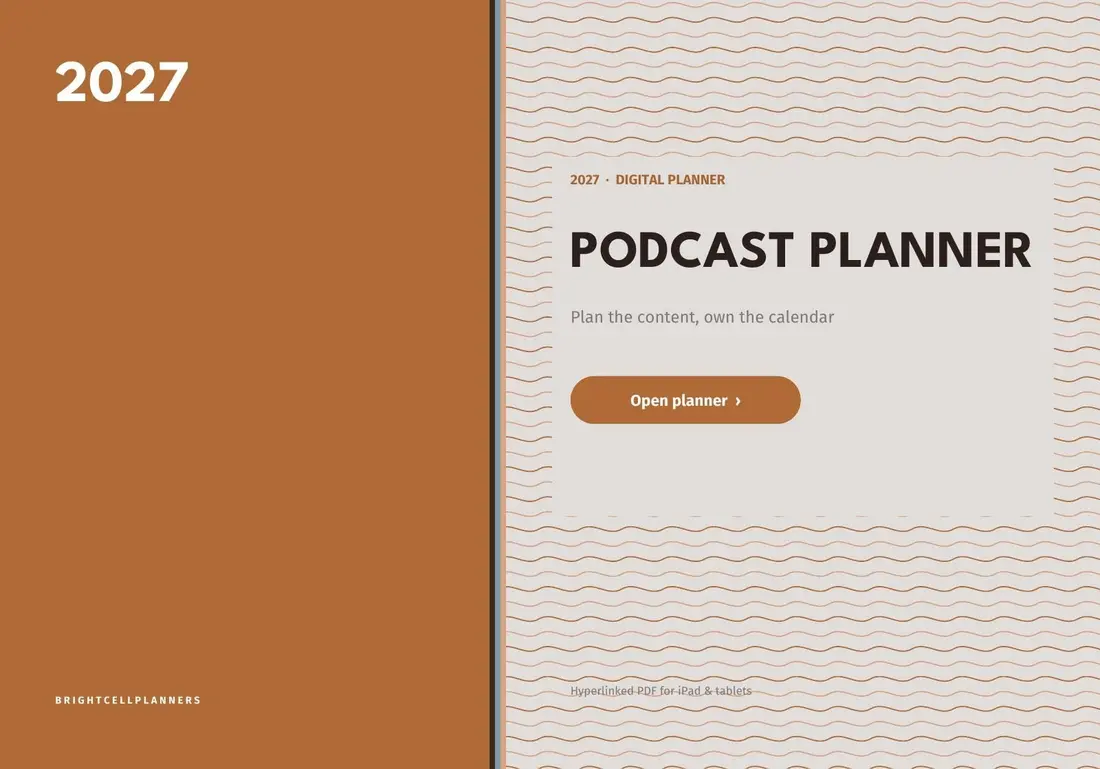 2027
BRIGHTCELLPLANNERS
2027 · DIGITAL PLANNER
PODCAST PLANNER
Plan the content, own the calendar
Open planner ›
Hyperlinked PDF for iPad & tablets